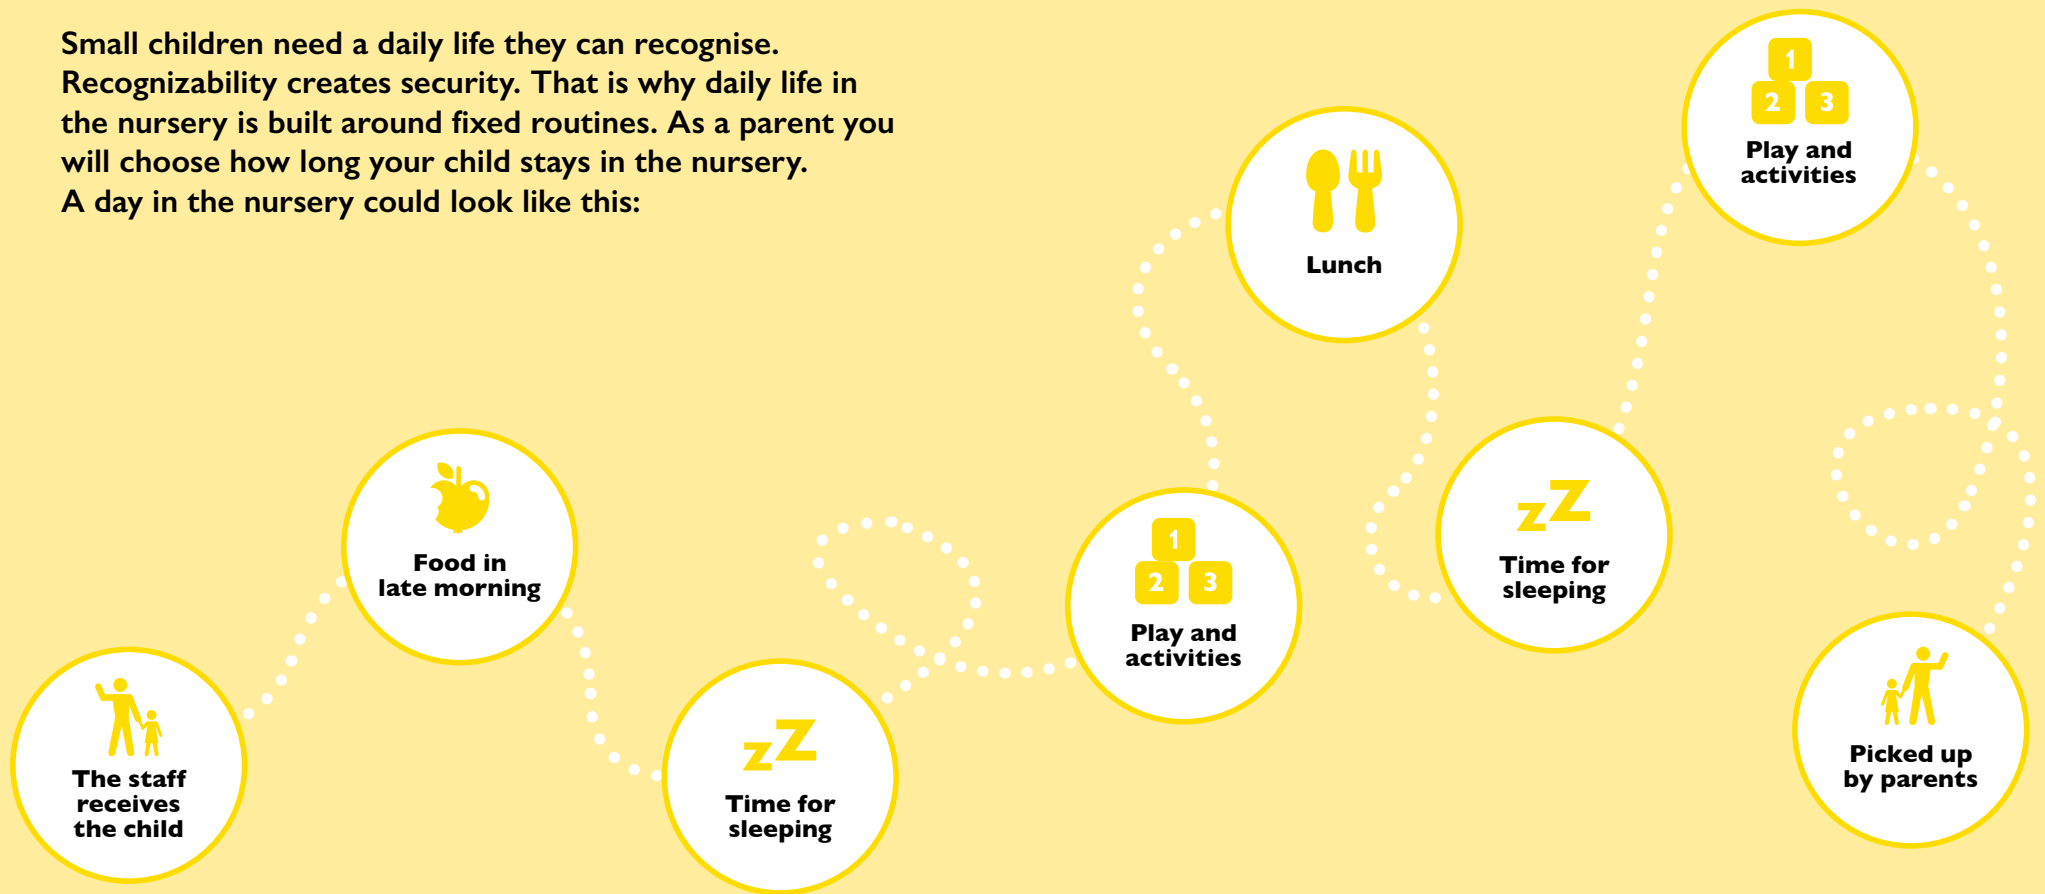 Small children need a daily life they can recognise.
Recognizability creates security. That is why daily life in
the nursery is built around fixed routines. As a parent you
will choose how long your child stays in the nursery.
A day in the nursery could look like this:
The staff
receives
the child
Food in
late morning
zZ
Time for
sleeping
1
2 3
Play and
activities
Lunch
zZ
Time for
sleeping
1
2 3
Play and
activities
Picked up
by parents